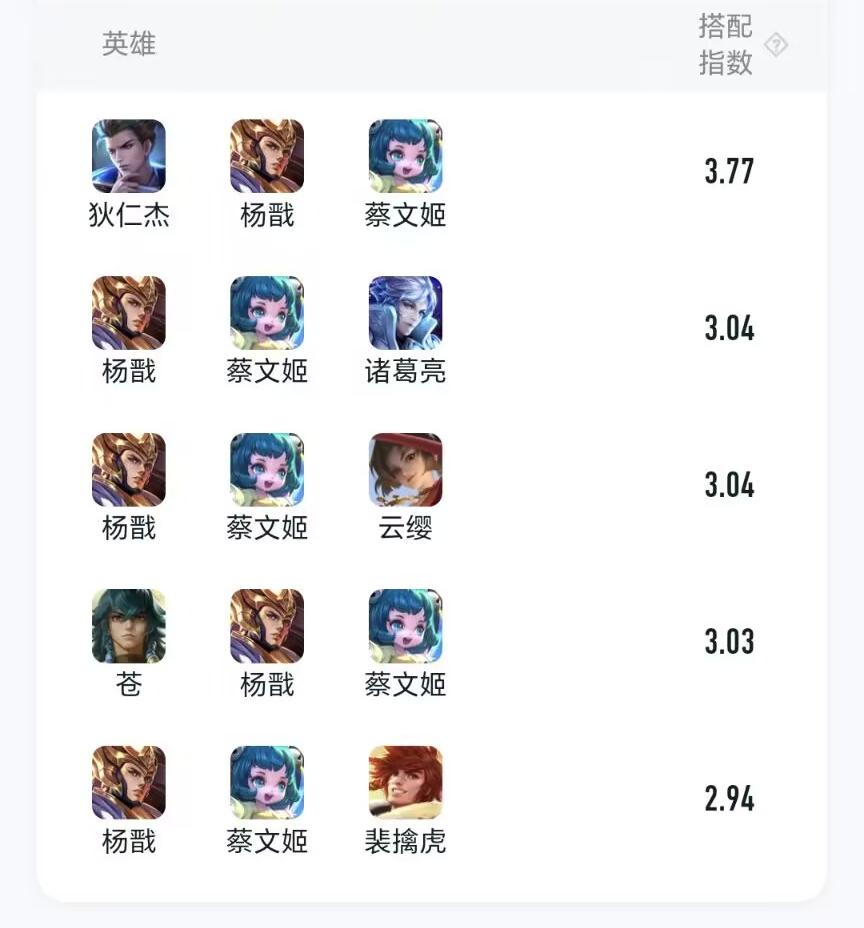 英雄
搭配
指数
?
狄仁杰 杨戬 蔡文姬
3.77
杨戬 蔡文姬 诸葛亮
3.04
杨戬 蔡文姬 云缨
3.04
苍 杨戬 蔡文姬
3.03
杨戬 蔡文姬 裴擒虎
2.94